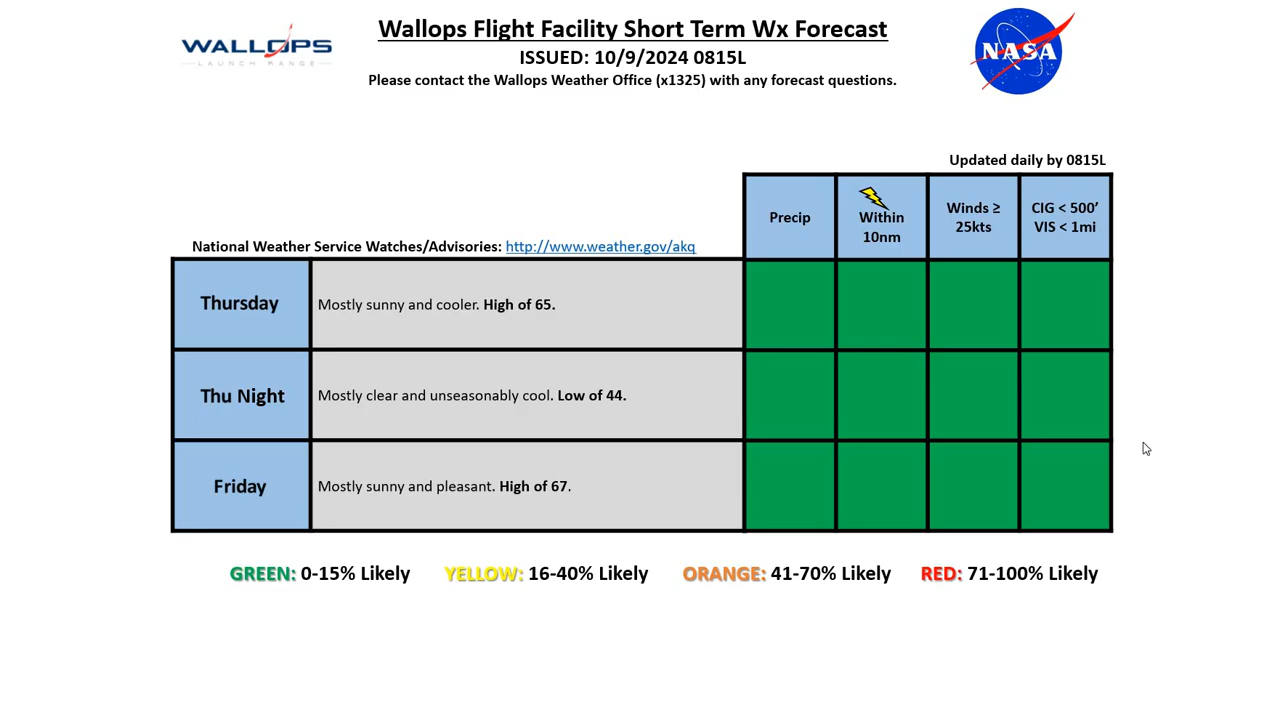 WALLOPS
LAUNCH RANGE
Wallops Flight Facility Short Term Wx Forecast
ISSUED: 10/9/2024 0815L
Please contact the Wallops Weather Office (x1325) with any forecast questions.
NASA
Updated daily by 0815L
National Weather Service Watches/Advisories: http://www.weather.gov/akq
Precip
Within
10nm
Winds ≥
25kts
CIG < 500’
VIS < 1mi
Thursday
Mostly sunny and cooler. High of 65.
Thu Night
Mostly clear and unseasonably cool. Low of 44.
Friday
Mostly sunny and pleasant. High of 67.
GREEN: 0-15% Likely
YELLOW: 16-40% Likely
ORANGE: 41-70% Likely
RED: 71-100% Likely